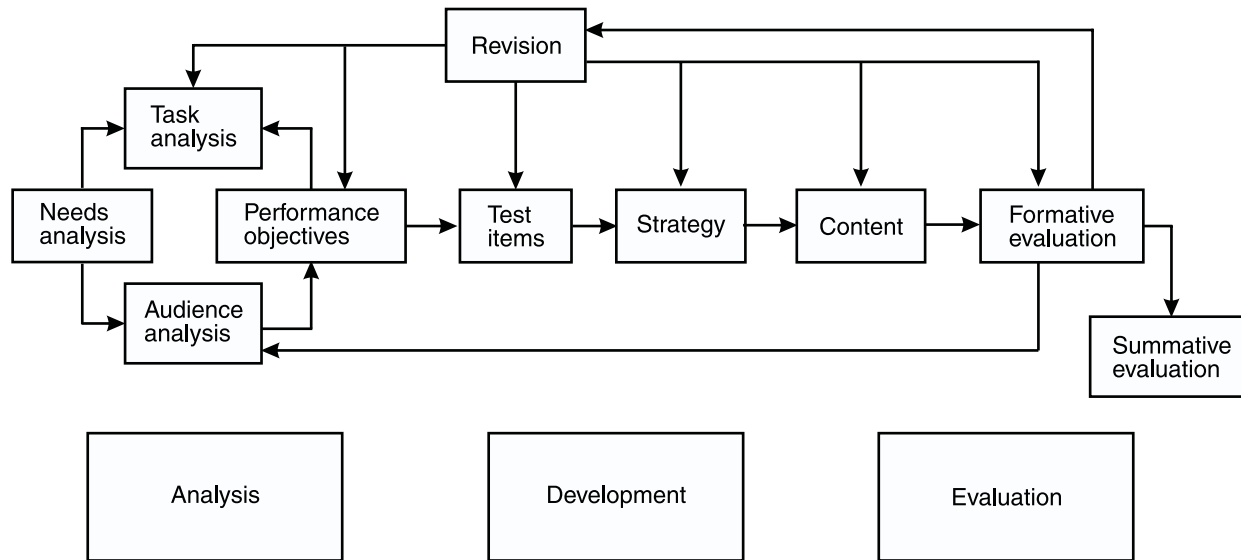 Revision
Task
analysis
Needs
analysis
Performance
objectives
Test
items
Strategy
Content
Formative
evaluation
Audience
analysis
Summative
evaluation
Analysis
Development
Evaluation